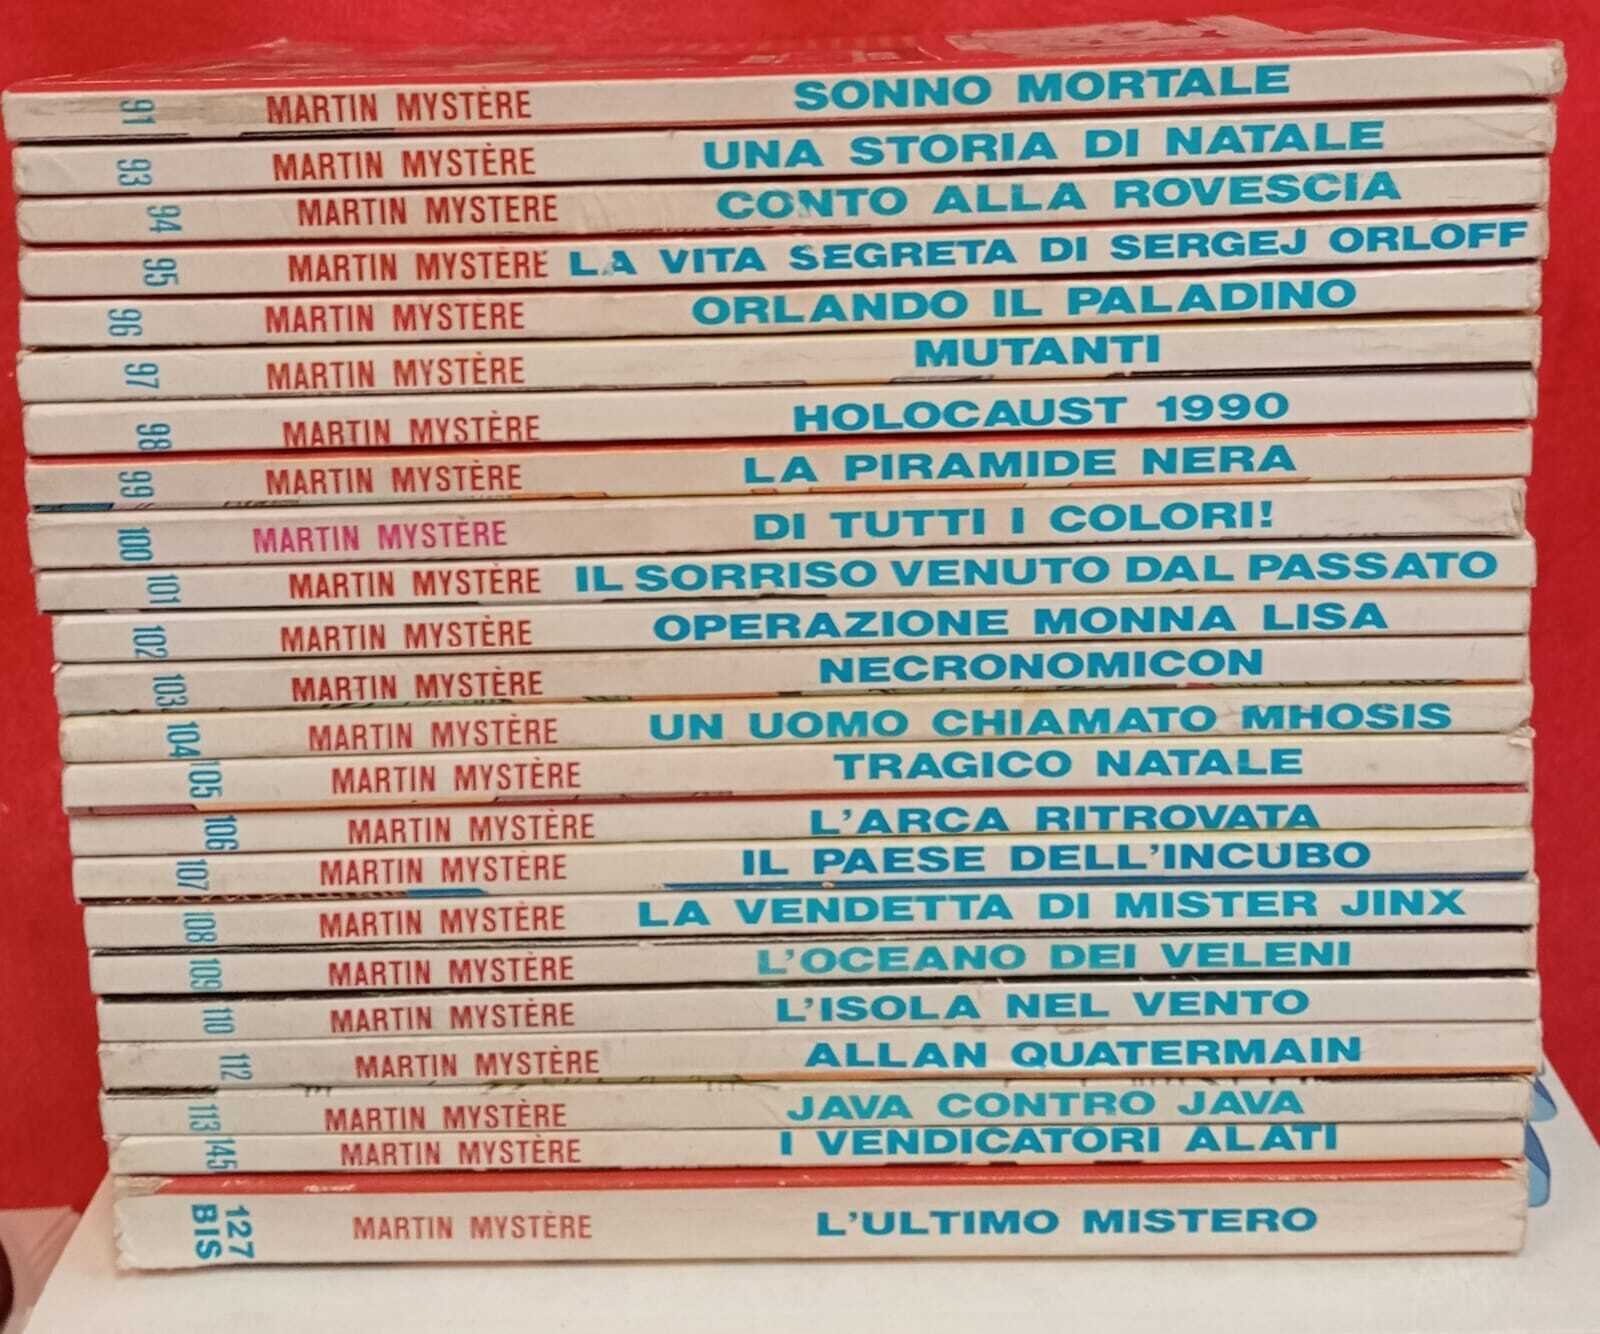 91 MARTIN MYSTÈRE SONNO MORTALE
93 MARTIN MYSTÈRE UNA STORIA DI NATALE
94 MARTIN MYSTERE CONTO ALLA ROVESCIA
95 MARTIN MYSTÈRE LA VITA SEGRETA DI SERGEJ ORLOFF
96 MARTIN MYSTÈRE ORLANDO IL PALADINO
97 MARTIN MYSTÈRE MUTANTI
98 MARTIN MYSTÈRE HOLOCAUST 1990
99 MARTIN MYSTÈRE LA PIRAMIDE NERA
100 MARTIN MYSTÈRE DI TUTTI I COLORI!
101 MARTIN MYSTÈRE IL SORRISO VENUTO DAL PASSATO
102 MARTIN MYSTÈRE OPERAZIONE MONNA LISA
103 MARTIN MYSTÈRE NECRONOMICON
104 MARTIN MYSTÈRE UN UOMO CHIAMATO MHOSIS
105 MARTIN MYSTÈRE TRAGICO NATALE
106 MARTIN MYSTÈRE L'ARCA RITROVATA
107 MARTIN MYSTÈRE IL PAESE DELL'INCUBO
108 MARTIN MYSTÈRE LA VENDETTA DI MISTER JINX
109 MARTIN MYSTÈRE L'OCEANO DEI VELENI
110 MARTIN MYSTÈRE L'ISOLA NEL VENTO
112 MARTIN MYSTÈRE ALLAN QUATERMAIN
113 MARTIN MYSTÈRE JAVA CONTRO JAVA
145 MARTIN MYSTÈRE I VENDICATORI ALATI
127 BIS MARTIN MYSTÈRE L'ULTIMO MISTERO